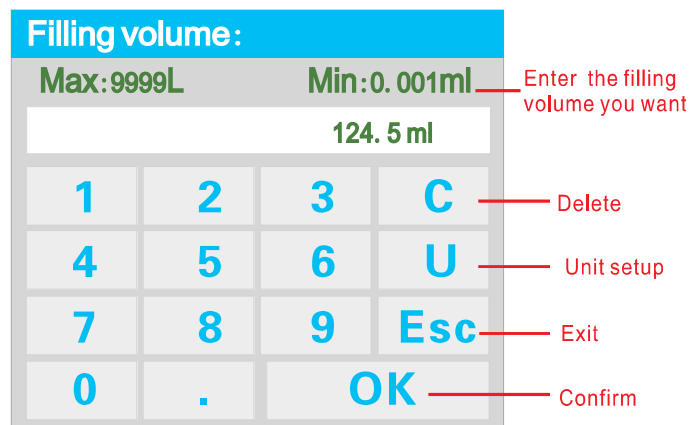 Filling volume:
Max:9999L Min:0.001ml
Enter the filling
volume you want
124.5 ml
1 2 3 C Delete
4 5 6 U Unit setup
7 8 9 Esc Exit
0 . OK Confirm